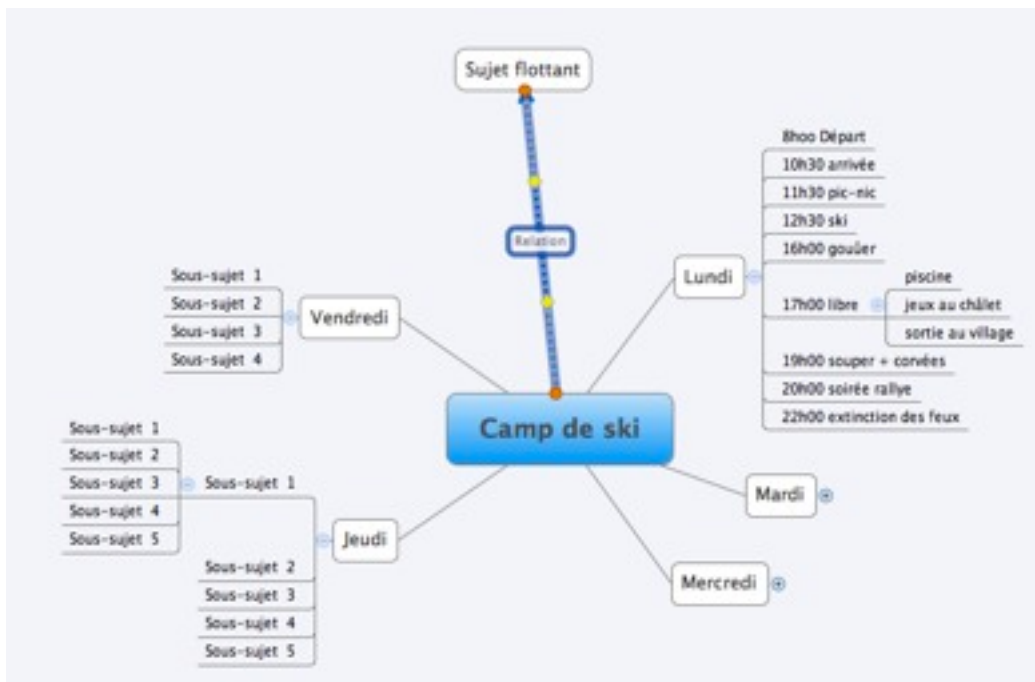 Sujet flottant
Relation
Camp de ski
Lundi
8hoo Départ
10h30 arrivée
11h30 pic-nic
12h30 ski
16h00 gouûer
17h00 libre
piscine
jeux au châlet
sortie au village
19h00 souper + corvées
20h00 soirée rallye
22h00 extinction des feux
Mardi
Mercredi
Jeudi
Sous-sujet 1
Sous-sujet 1
Sous-sujet 2
Sous-sujet 3
Sous-sujet 4
Sous-sujet 5
Sous-sujet 2
Sous-sujet 3
Sous-sujet 4
Sous-sujet 5
Vendredi
Sous-sujet 1
Sous-sujet 2
Sous-sujet 3
Sous-sujet 4